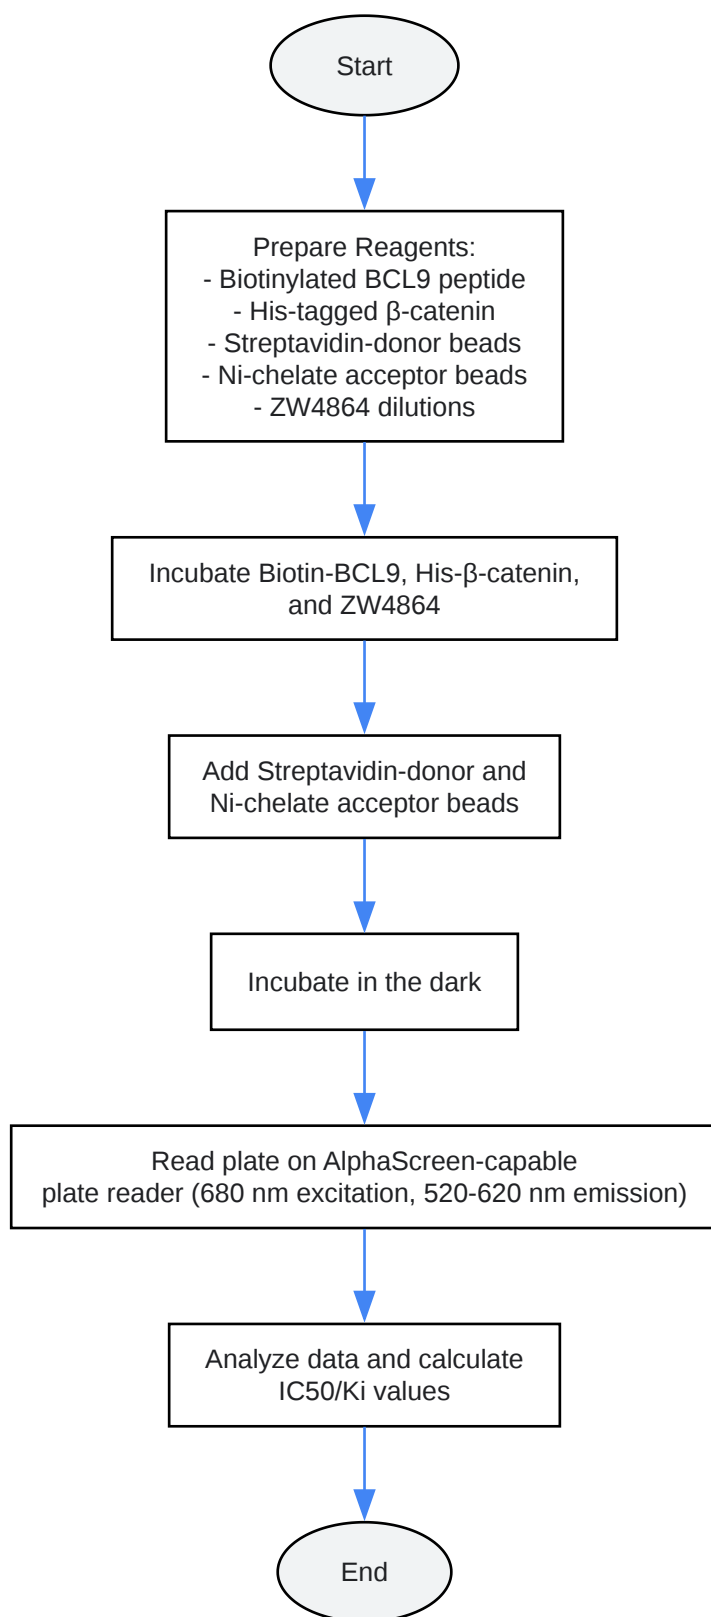 Start
Prepare Reagents:
- Biotinylated BCL9 peptide
- His-tagged β-catenin
- Streptavidin-donor beads
- Ni-chelate acceptor beads
- ZW4864 dilutions
Incubate Biotin-BCL9, His-β-catenin,
and ZW4864
Add Streptavidin-donor and
Ni-chelate acceptor beads
Incubate in the dark
Read plate on AlphaScreen-capable
plate reader (680 nm excitation, 520-620 nm emission)
Analyze data and calculate
IC50/Ki values
End